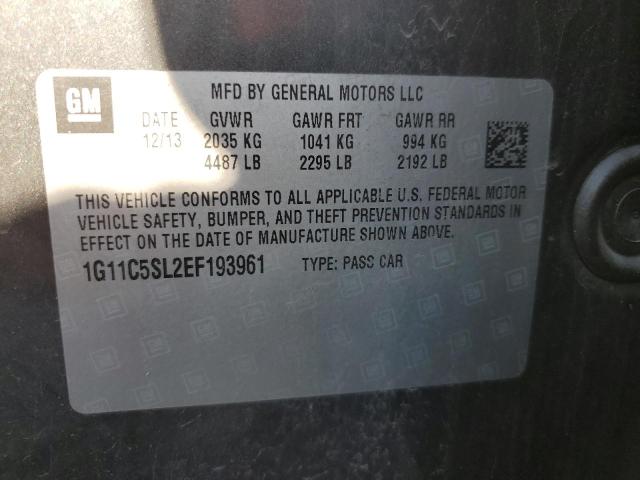 GM
MFD BY GENERAL MOTORS LLC
DATE GVWR GAWR FRT GAWR RR
12/13 2035 KG 1041 KG 994 KG
4487 LB 2295 LB 2192 LB
THIS VEHICLE CONFORMS TO ALL APPLICABLE U.S. FEDERAL MOTOR
VEHICLE SAFETY, BUMPER, AND THEFT PREVENTION STANDARDS IN
EFFECT ON THE DATE OF MANUFACTURE SHOWN ABOVE.
1G11C5SL2EF193961 TYPE: PASS CAR